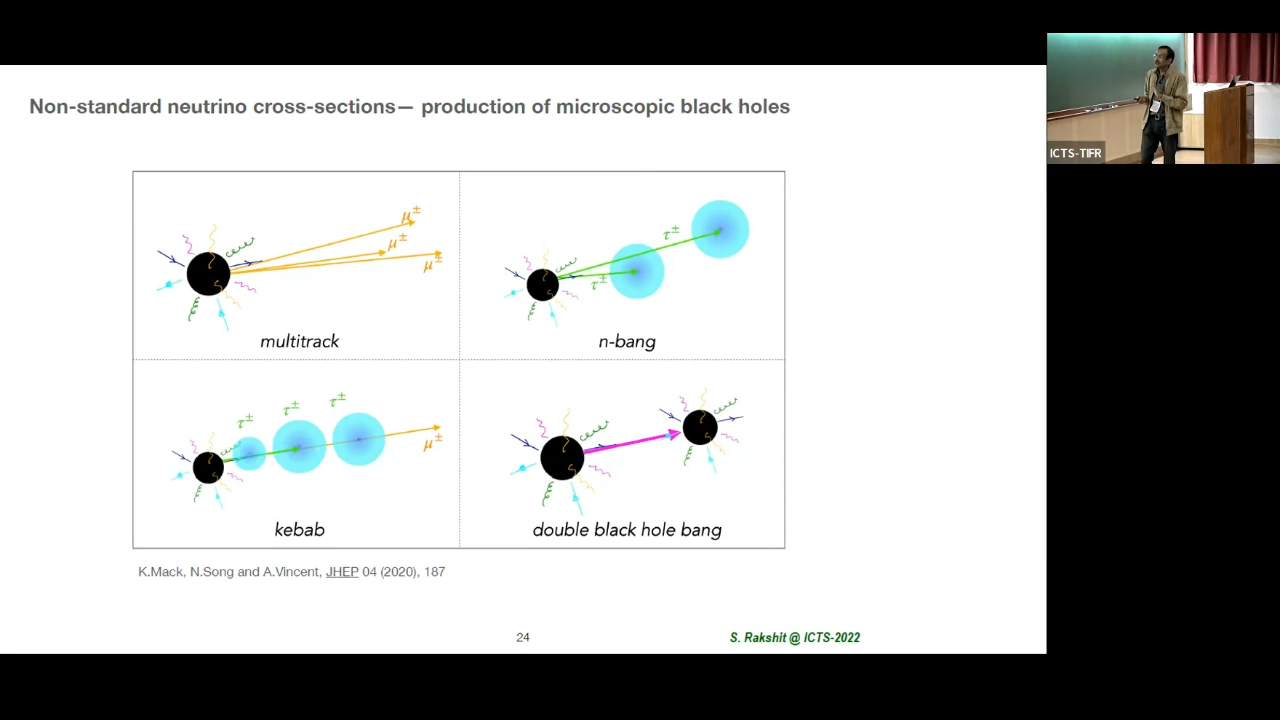 Non-standard neutrino cross-sections— production of microscopic black holes
ICTS-TIFR
μ±
μ±
μ±
multitrack
τ±
τ±
n-bang
τ±
τ±
τ±
μ±
kebab
double black hole bang
K.Mack, N.Song and A.Vincent, JHEP 04 (2020), 187
24
S. Rakshit @ ICTS-2022